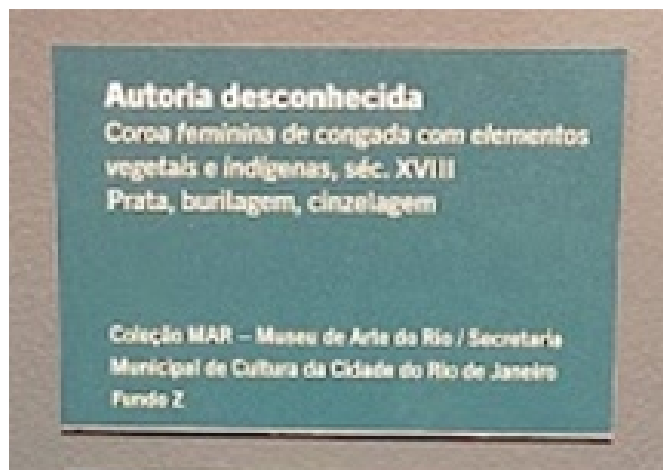 Autoria desconhecida
Coroa feminina de congada com elementos
vegetais e indígenas, séc. XVIII
Prata, burilagem, cinzelagem
Coleção MAR – Museu de Arte do Rio / Secretaria
Municipal de Cultura da Cidade do Rio de Janeiro
Fundo Z